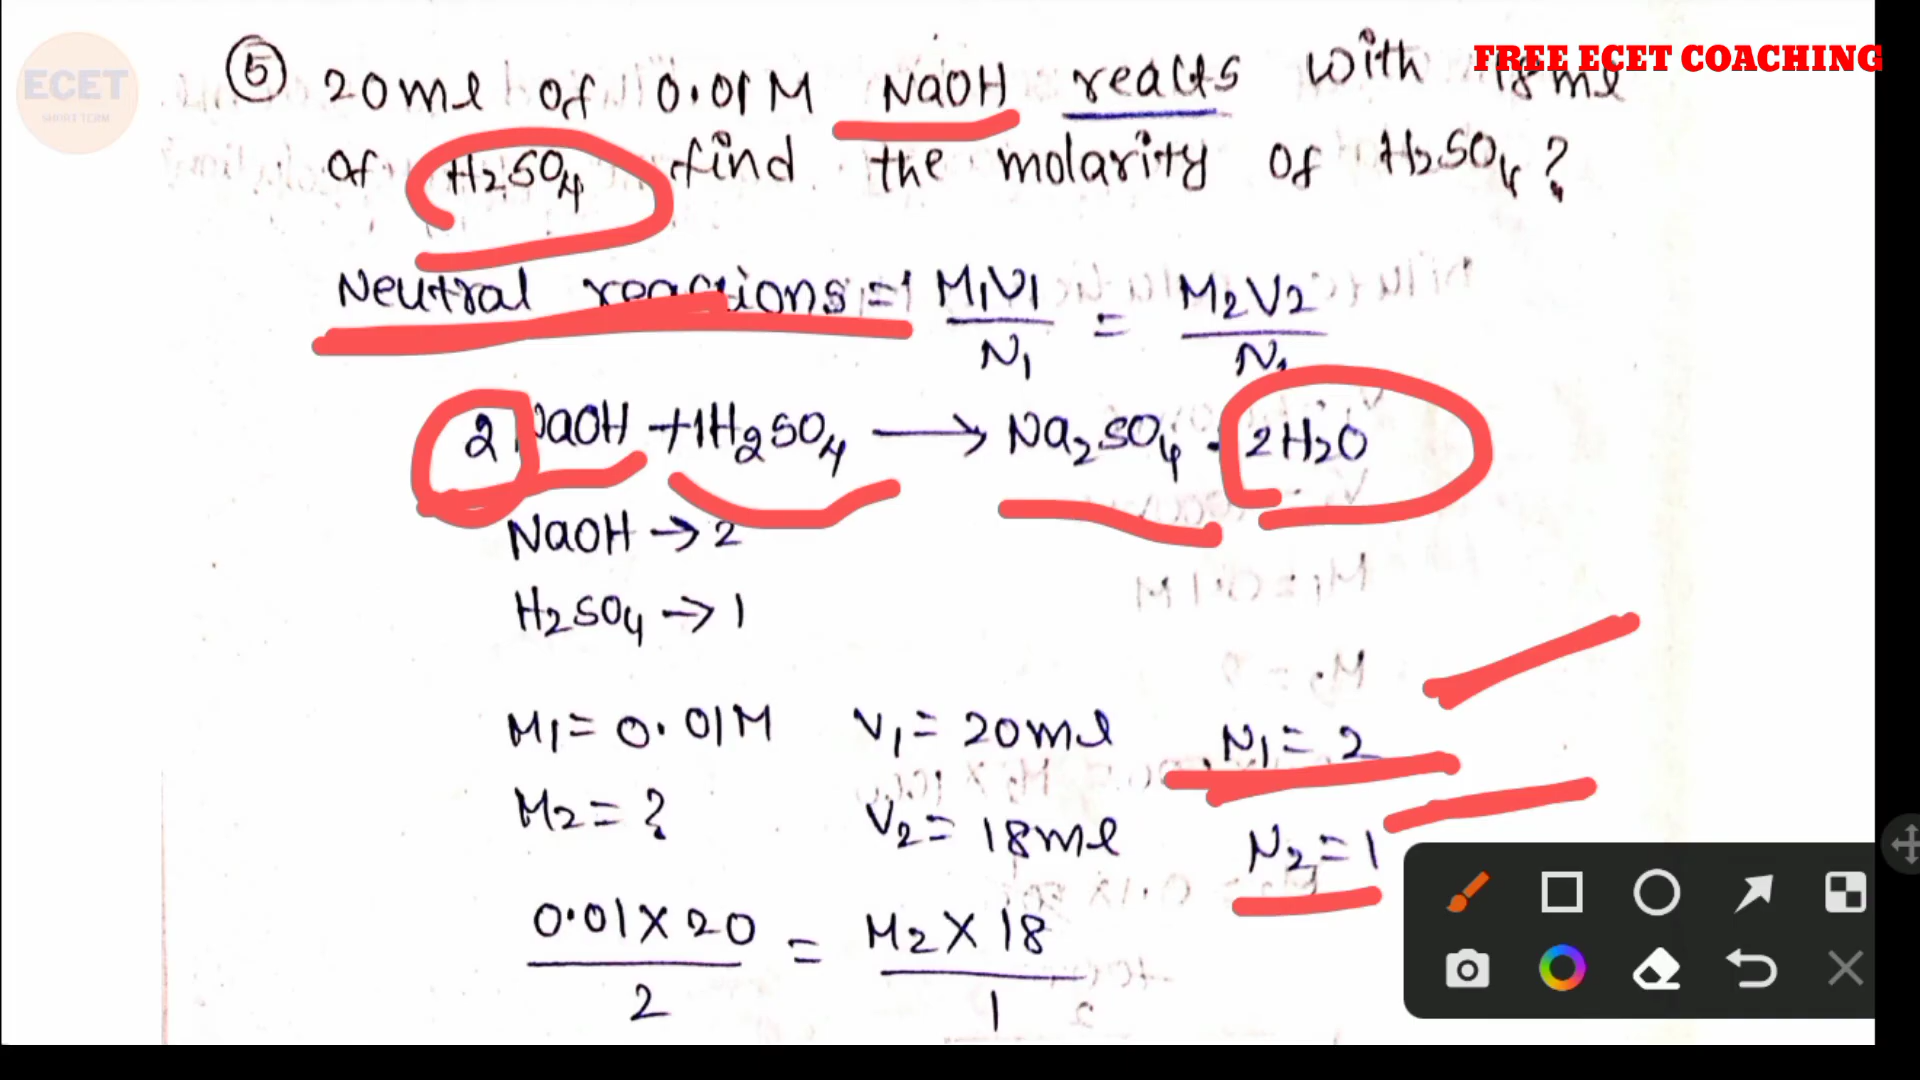 FREE ECET COACHING
ECET
SHORT TERM
⑤ 20ml of 0.01M NaOH reacts with 18ml
of H2SO4 find the molarity of H2SO4?
Neutral reactions = M1V1/N1 = M2V2/N
2NaOH + 1H2SO4 → Na2SO4 2H2O
NaOH → 2
H2SO4 → 1
M1 = 0.01M V1 = 20ml N1 = 2
M2 = ? V2 = 18ml N2 = 1
0.01 X 20/2 = M2 X 18/1